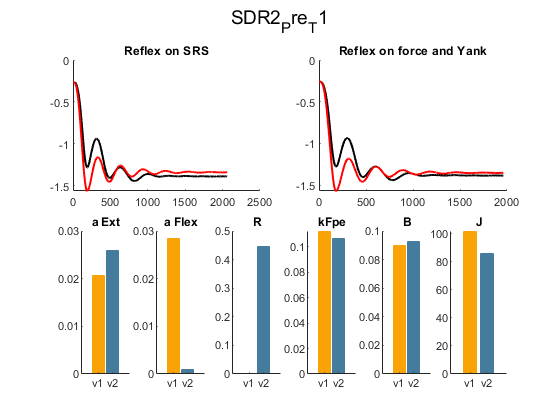 SDR2PreT1
Reflex on SRS
Reflex on force and Yank
0
-0.5
-1
-1.5
0 500 1000 1500 2000 2500
0
-0.5
-1
-1.5
0 500 1000 1500 2000
a Ext
a Flex
R
kFpe
B
J
0.03
0.02
0.01
0
v1 v2
0.03
0.02
0.01
0
v1 v2
0.5
0.4
0.3
0.2
0.1
0
v1 v2
0.1
0.08
0.06
0.04
0.02
0
v1 v2
0.1
0.08
0.06
0.04
0.02
0
v1 v2
100
80
60
40
20
0
v1 v2